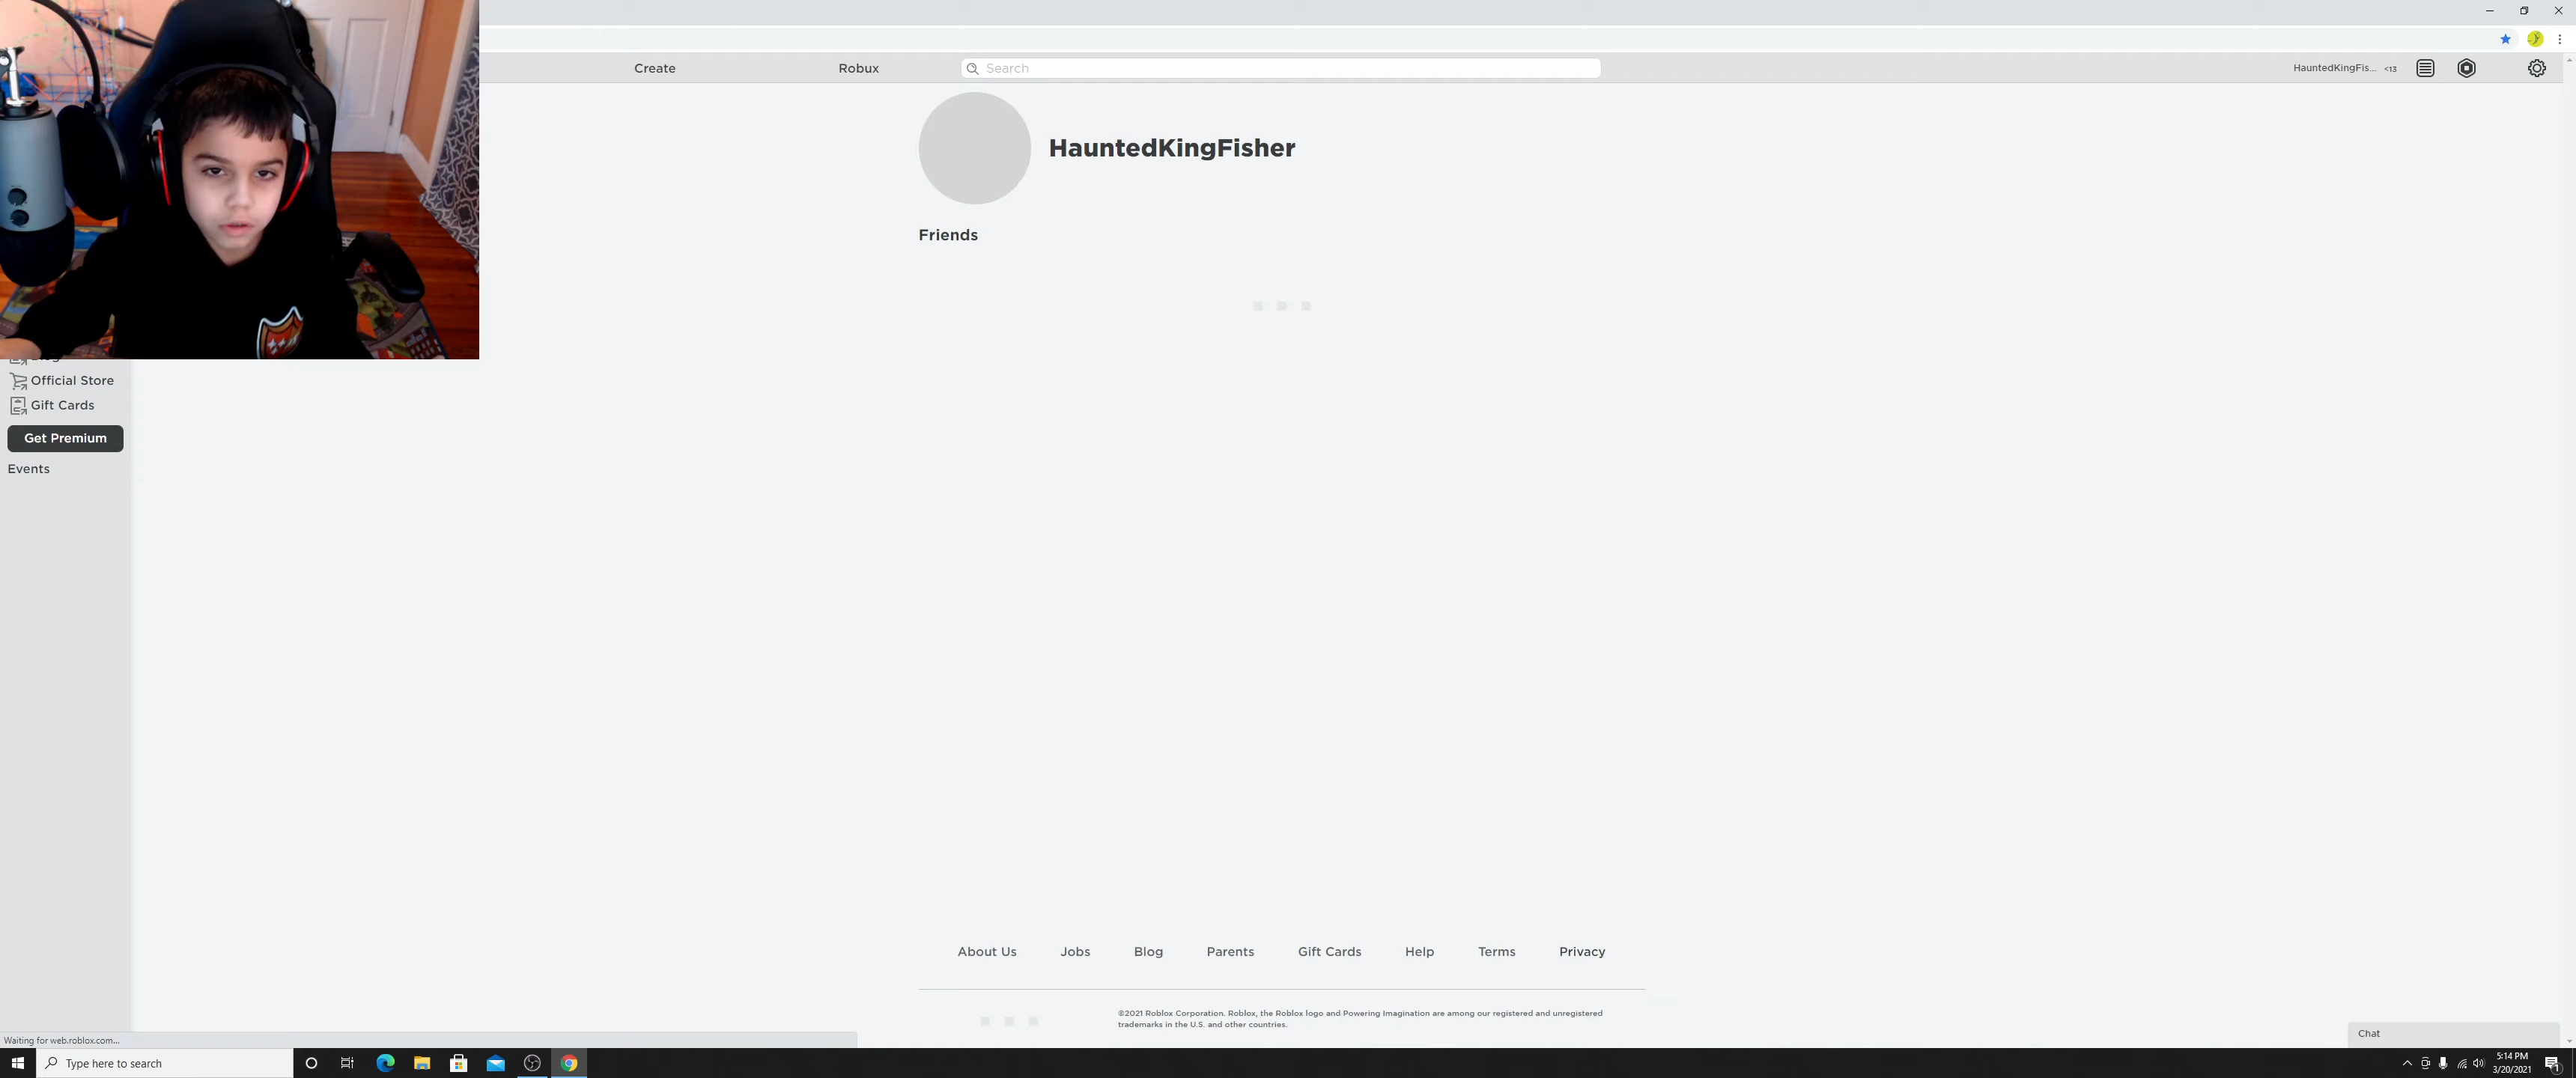 Create
Robux
Search
HauntedKingFis... <13
HauntedKingFisher
Friends
Official Store
Gift Cards
Get Premium
Events
About Us Jobs Blog Parents Gift Cards Help Terms Privacy
©2021 Roblox Corporation. Roblox, the Roblox logo and Powering Imagination are among our registered and unregistered
trademarks in the U.S. and other countries.
Chat
Waiting for web.roblox.com...
Type here to search
5:14 PM
3/20/2021
1